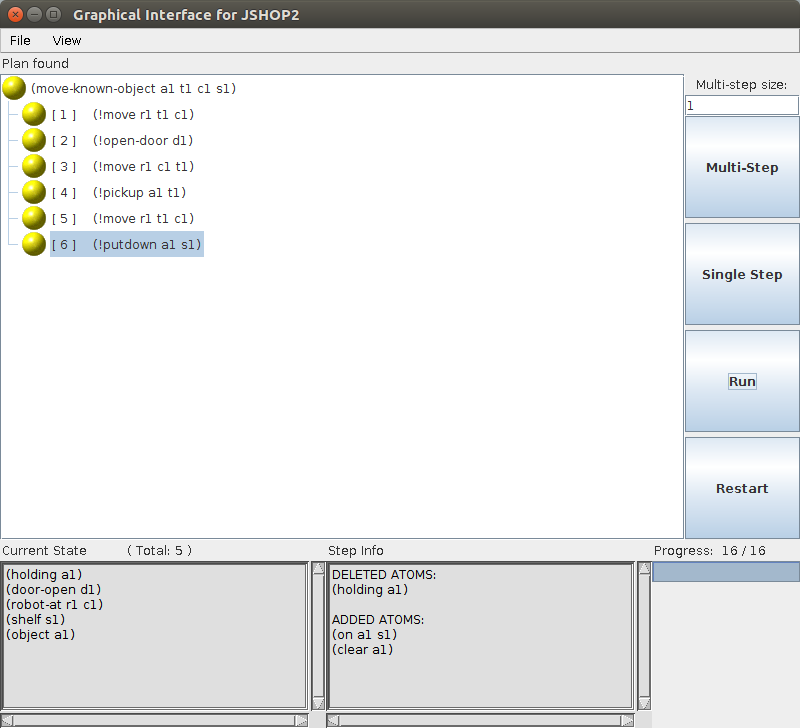 Graphical Interface for JSHOP2
File View
Plan found
(move-known-object a1 t1 c1 s1)
[ 1 ] (!move r1 t1 c1)
[ 2 ] (!open-door d1)
[ 3 ] (!move r1 c1 t1)
[ 4 ] (!pickup a1 t1)
[ 5 ] (!move r1 t1 c1)
[ 6 ] (!putdown a1 s1)
Multi-step size:
1
Multi-Step
Single Step
Run
Restart
Current State ( Total: 5 )
(holding a1)
(door-open d1)
(robot-at r1 c1)
(shelf s1)
(object a1)
Step Info
DELETED ATOMS:
(holding a1)
ADDED ATOMS:
(on a1 s1)
(clear a1)
Progress: 16 / 16